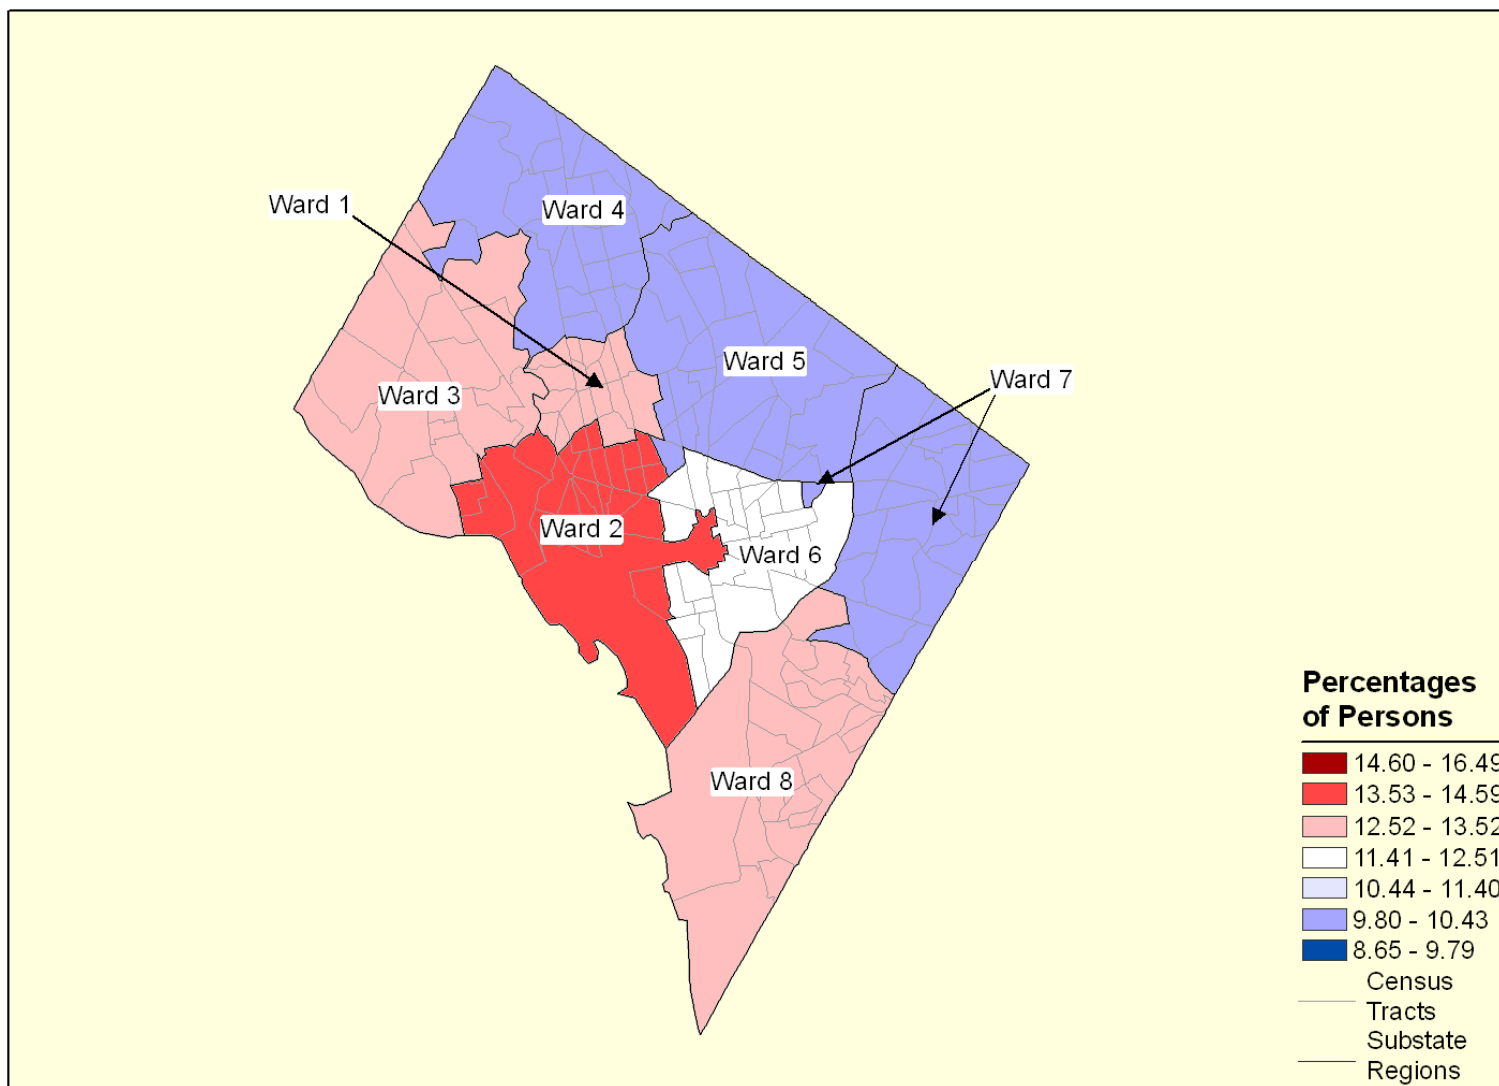 Ward 1
Ward 4
Ward 5
Ward 7
Ward 3
Ward 2
Ward 6
Ward 8
Percentages
of Persons
14.60 - 16.49
13.53 - 14.59
12.52 - 13.52
11.41 - 12.51
10.44 - 11.40
9.80 - 10.43
8.65 - 9.79
Census
Tracts
Substate
Regions